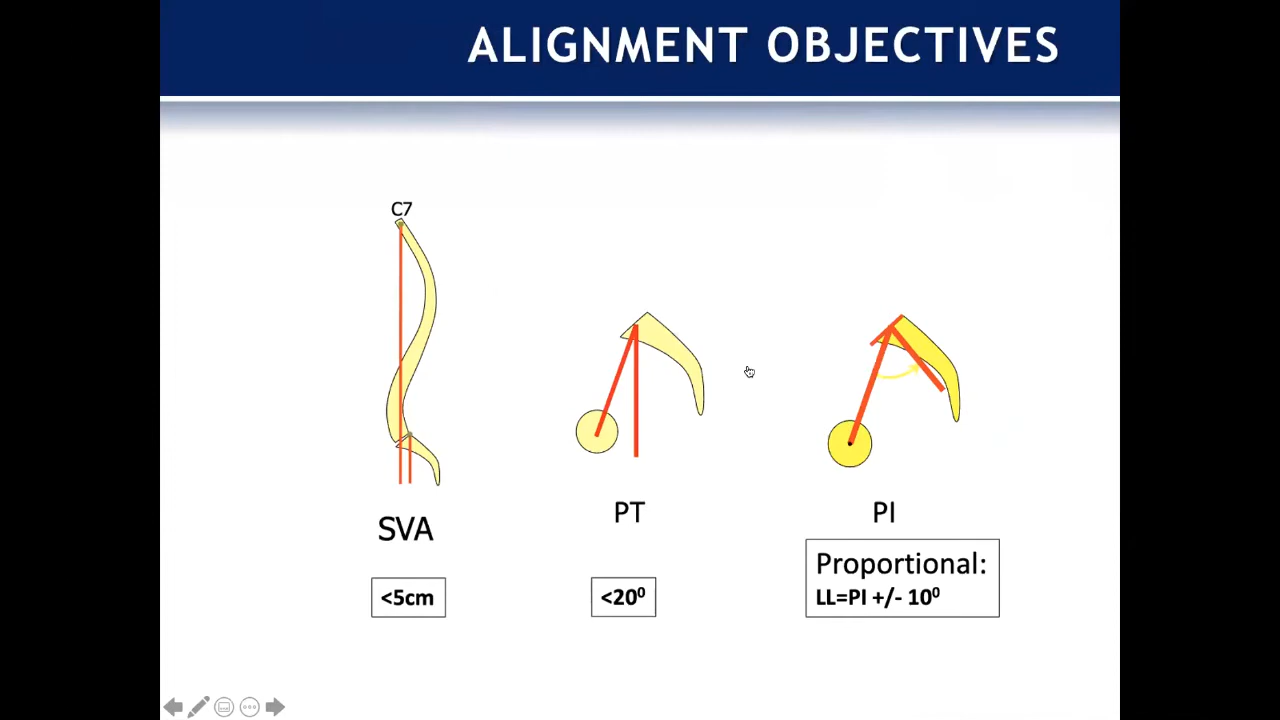 ALIGNMENT OBJECTIVES
C7
SVA
<5cm
PT
<20⁰
PI
Proportional:
LL=PI +/- 10⁰